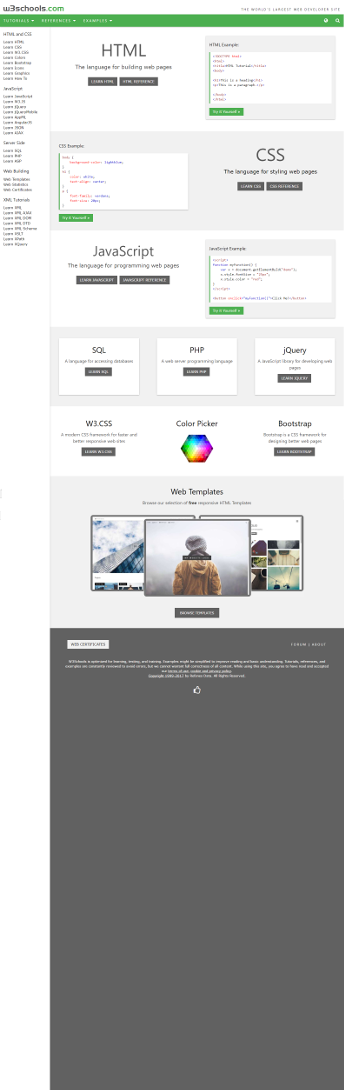 w3schools.com
THE WORLD'S LARGEST WEB DEVELOPER SITE
TUTORIALS REFERENCES EXAMPLES
HTML and CSS
Learn HTML
Learn CSS
Learn W3.CSS
Learn Colors
Learn Bootstrap
Learn Icons
Learn Graphics
Learn How To
JavaScript
Learn JavaScript
Learn W3.JS
Learn jQuery
Learn jQueryMobile
Learn AppML
Learn AngularJS
Learn JSON
Learn AJAX
Server Side
Learn SQL
Learn PHP
Learn ASP
Web Building
Web Templates
Web Statistics
Web Certificates
XML Tutorials
Learn XML
Learn XML AJAX
Learn XML DOM
Learn XML DTD
Learn XML Schema
Learn XSLT
Learn XPath
Learn XQuery
HTML
The language for building web pages
LEARN HTML HTML REFERENCE
HTML Example:
<!DOCTYPE html>
<html>
<title>HTML Tutorial</title>
<body>
<h1>This is a heading</h1>
<p>This is a paragraph.</p>
</body>
</html>
Try it Yourself »
CSS Example:
body {
background-color: lightblue;
}
h1 {
color: white;
text-align: center;
}
p {
font-family: verdana;
font-size: 20px;
}
Try it Yourself »
CSS
The language for styling web pages
LEARN CSS CSS REFERENCE
JavaScript
The language for programming web pages
LEARN JAVASCRIPT JAVASCRIPT REFERENCE
JavaScript Example:
<script>
function myFunction() {
var x = document.getElementById("demo");
x.style.fontSize = "25px";
x.style.color = "red";
}
</script>
<button onclick="myFunction()">Click Me!</button>
Try it Yourself »
SQL
A language for accessing databases
LEARN SQL
PHP
A web server programming language
LEARN PHP
jQuery
A JavaScript library for developing web
pages
LEARN JQUERY
W3.CSS
A modern CSS framework for faster and
better responsive web sites
LEARN W3.CSS
Color Picker
Bootstrap
Bootstrap is a CSS framework for
designing better web pages
LEARN BOOTSTRAP
Web Templates
Browse our selection of free responsive HTML Templates
BROWSE TEMPLATES
W3S CERTIFICATES
FORUM | ABOUT
W3Schools is optimized for learning, testing, and training. Examples might be simplified to improve reading and basic understanding. Tutorials, references, and
examples are constantly reviewed to avoid errors, but we cannot warrant full correctness of all content. While using this site, you agree to have read and accepted
our terms of use, cookie and privacy policy.
Copyright 1999-2017 by Refsnes Data. All Rights Reserved.